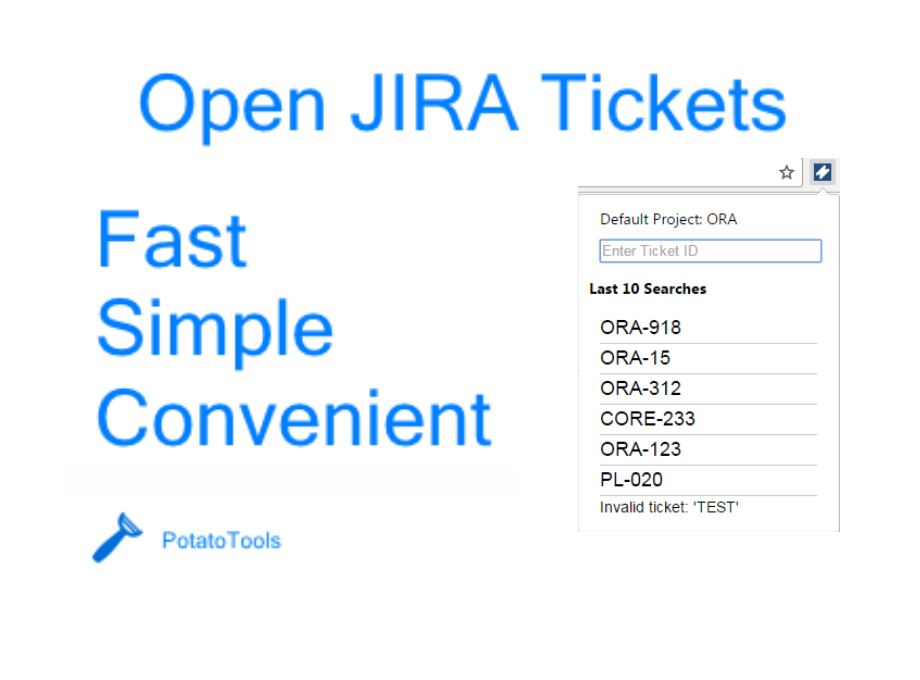 Open JIRA Tickets
Fast
Simple
Convenient
PotatoTools
Default Project: ORA
Enter Ticket ID
Last 10 Searches
ORA-918
ORA-15
ORA-312
CORE-233
ORA-123
PL-020
Invalid ticket: 'TEST'